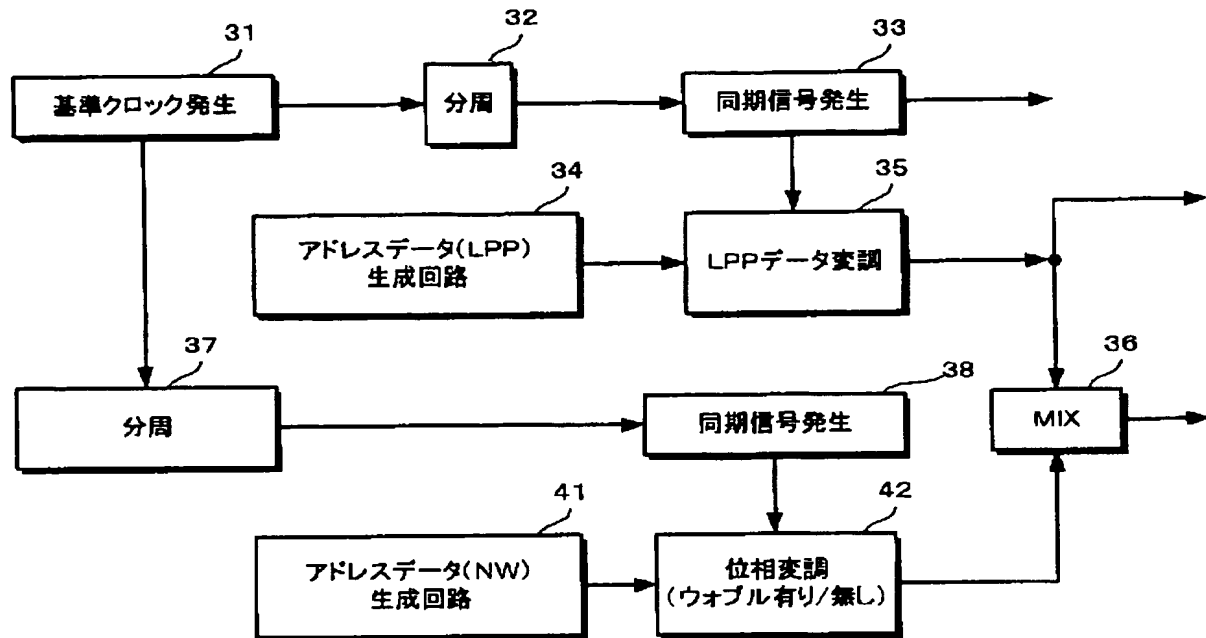 31
基準クロック発生
32
分周
33
同期信号発生
34
アドレスデータ(LPP)
生成回路
35
LPPデータ変調
37
分周
38
同期信号発生
36
MIX
41
アドレスデータ(NW)
生成回路
42
位相変調
(ウォブル有り/無し)